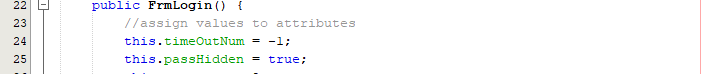 22 public FrmLogin() {
23 //assign values to attributes
24 this.timeOutNum = -1;
25 this.passHidden = true;